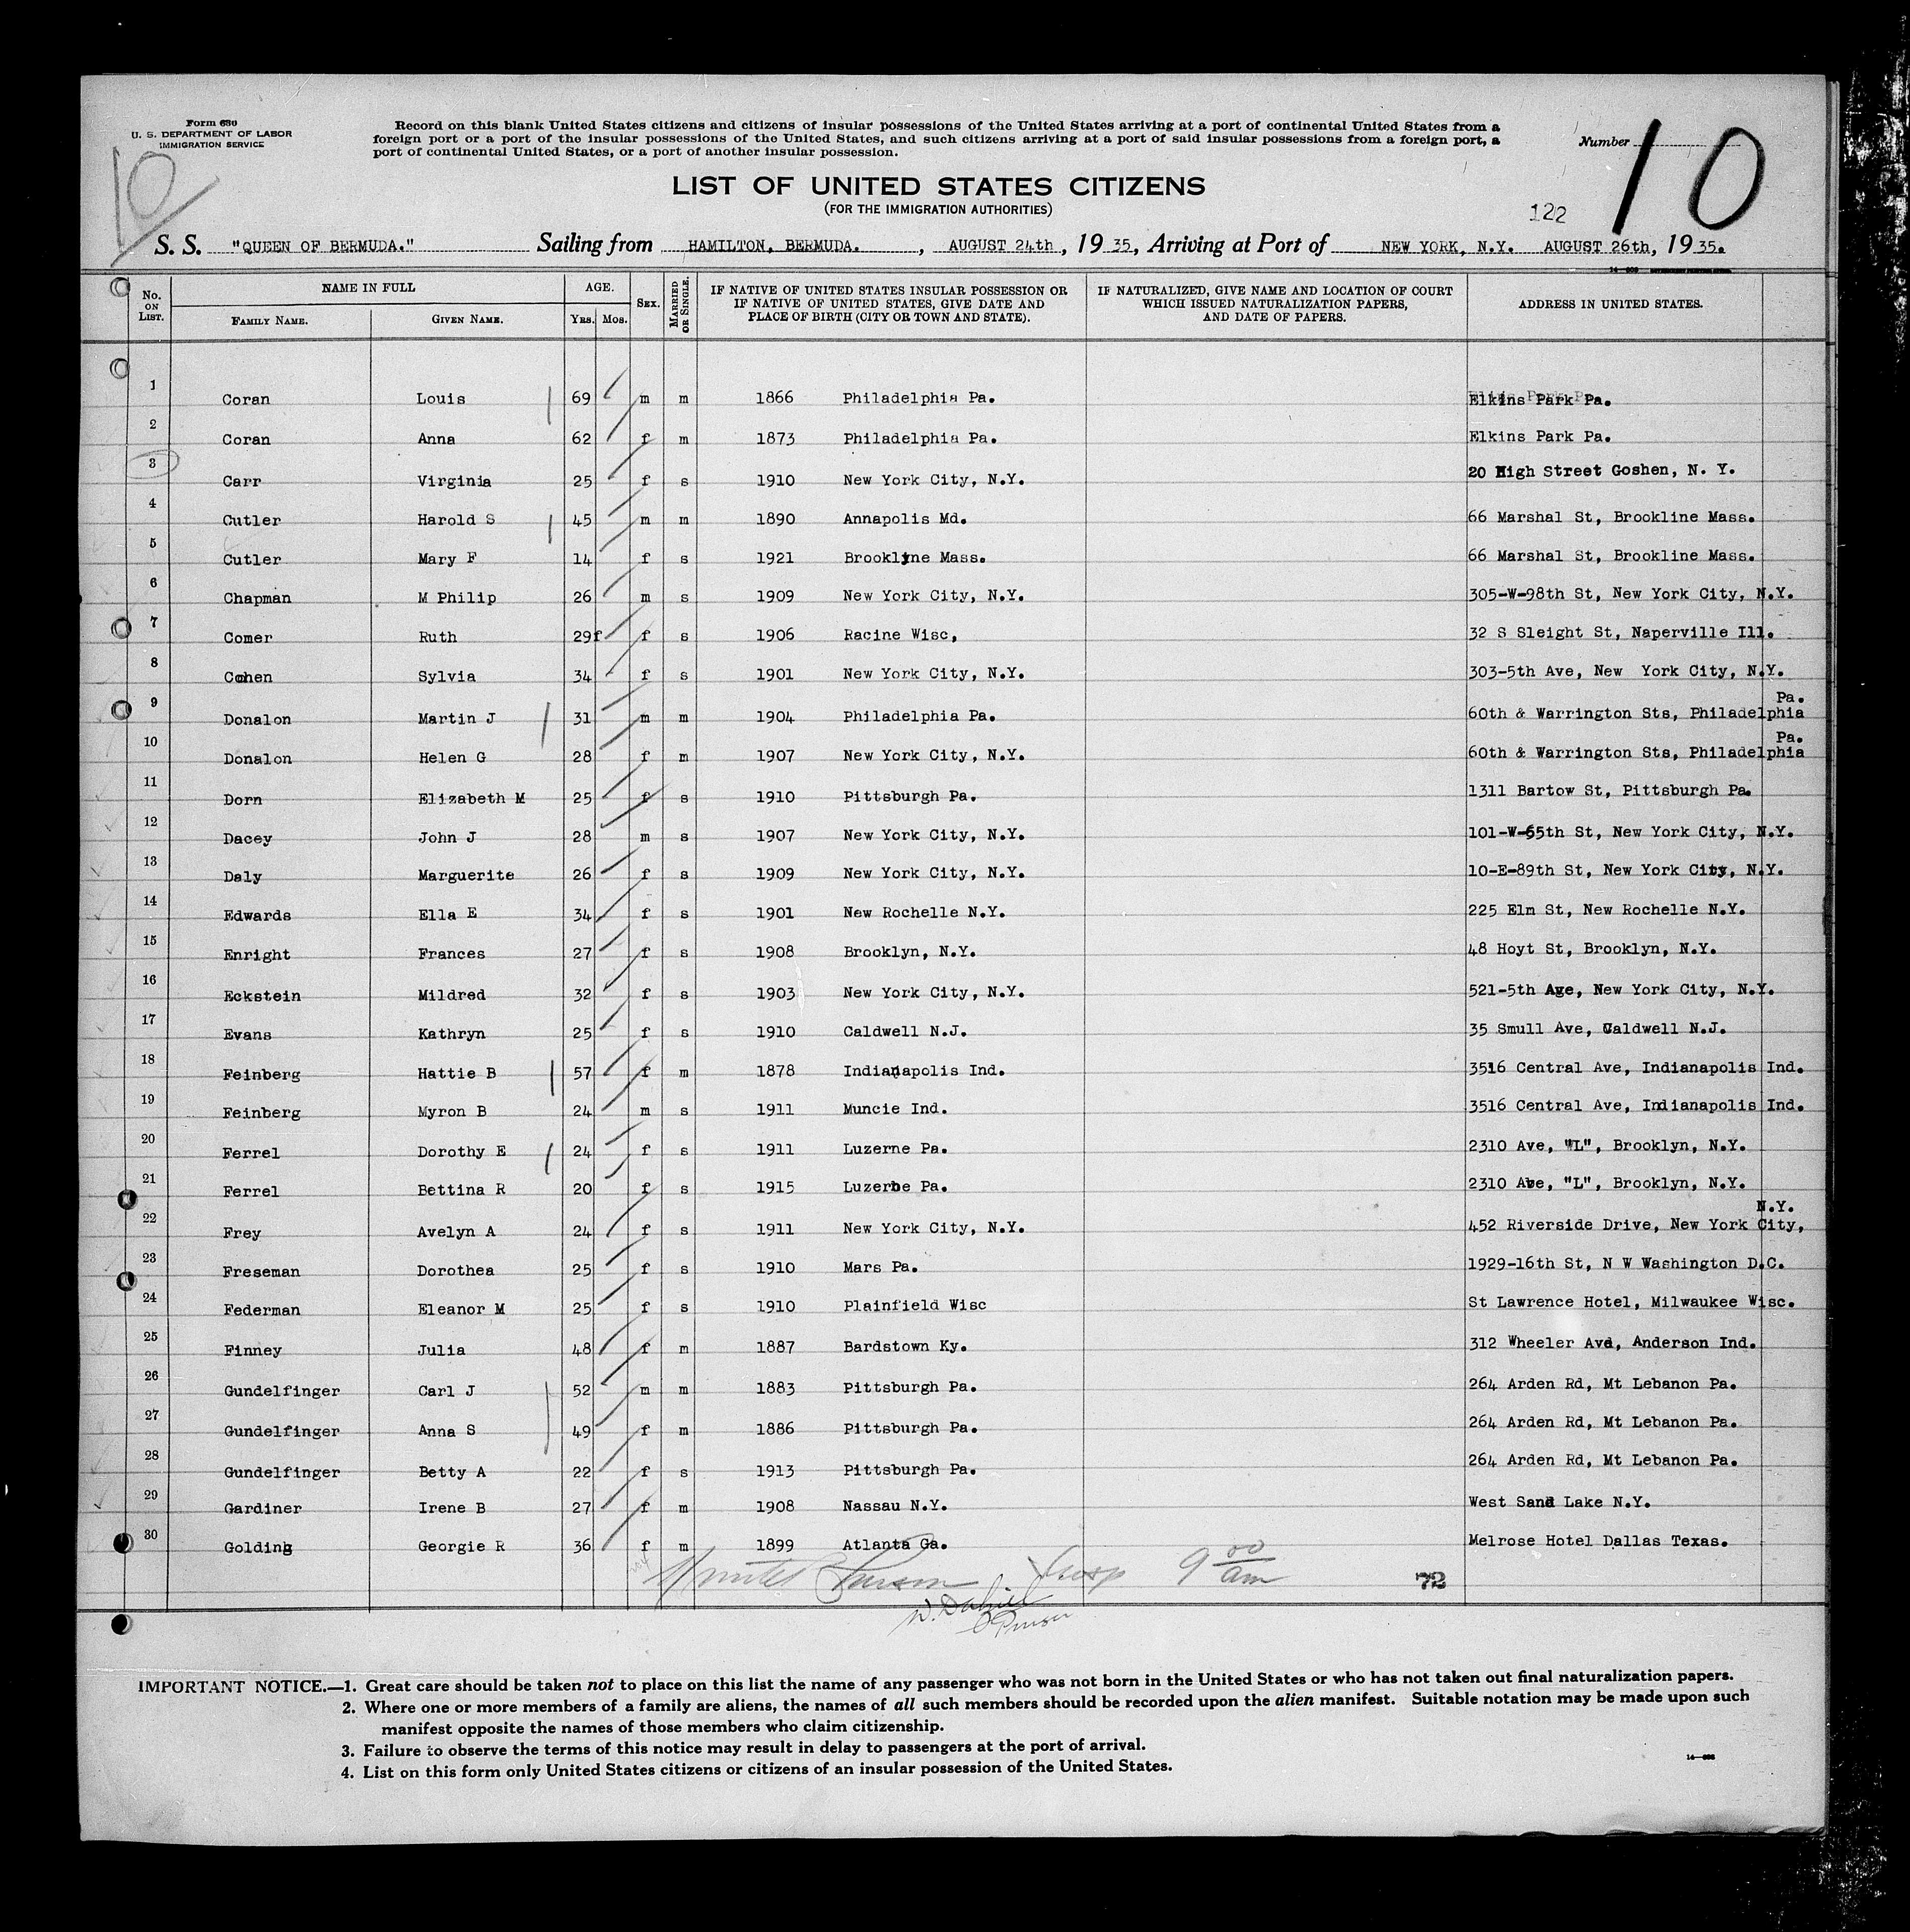 Form 630
U. S. DEPARTMENT OF LABOR
IMMIGRATION SERVICE
10
Record on this blank United States citizens and citizens of insular possessions of the United States arriving at a port of continental United States from a
foreign port or a port of the insular possessions of the United States, and such citizens arriving at a port of said insular possessions from a foreign port, a
port of continental United States, or a port of another insular possession.
Number 10
LIST OF UNITED STATES CITIZENS
(FOR THE IMMIGRATION AUTHORITIES)
122
S. S. "QUEEN OF BERMUDA." Sailing from HAMILTON, BERMUDA. , AUGUST 24th , 19 35, Arriving at Port of NEW YORK, N.Y. AUGUST 26th, 19 35.
No. ON LIST. NAME IN FULL FAMILY NAME. GIVEN NAME. AGE. YRS. MOS. SEX. MARRIED OR SINGLE. IF NATIVE OF UNITED STATES INSULAR POSSESSION OR IF NATIVE OF UNITED STATES, GIVE DATE AND PLACE OF BIRTH (CITY OR TOWN AND STATE). IF NATURALIZED, GIVE NAME AND LOCATION OF COURT WHICH ISSUED NATURALIZATION PAPERS, AND DATE OF PAPERS. ADDRESS IN UNITED STATES.
1 Coran Louis 69 m m 1866 Philadelphia Pa. Elkins Park Pa.
2 Coran Anna 62 f m 1873 Philadelphia Pa. Elkins Park Pa.
3 Carr Virginia 25 f s 1910 New York City, N.Y. 20 High Street Goshen, N. Y.
4 Cutler Harold S 45 m m 1890 Annapolis Md. 66 Marshal St, Brookline Mass.
5 Cutler Mary F 14 f s 1921 Brooklyine Mass. 66 Marshal St, Brookline Mass.
6 Chapman M Philip 26 m s 1909 New York City, N.Y. 305-W-98th St, New York City, N.Y.
7 Comer Ruth 29f f s 1906 Racine Wisc, 32 S Sleight St, Naperville Ill.
8 Cohen Sylvia 34 f s 1901 New York City, N.Y. 303-5th Ave, New York City, N.Y.
9 Donalon Martin J 31 m m 1904 Philadelphia Pa. 60th & Warrington Sts, Philadelphia Pa.
10 Donalon Helen G 28 f m 1907 New York City, N.Y. 60th & Warrington Sts, Philadelphia Pa.
11 Dorn Elizabeth M 25 f s 1910 Pittsburgh Pa. 1311 Bartow St, Pittsburgh Pa.
12 Dacey John J 28 m s 1907 New York City, N.Y. 101-W-65th St, New York City, N.Y.
13 Daly Marguerite 26 f s 1909 New York City, N.Y. 10-E-89th St, New York City, N.Y.
14 Edwards Ella E 34 f s 1901 New Rochelle N.Y. 225 Elm St, New Rochelle N.Y.
15 Enright Frances 27 f s 1908 Brooklyn, N.Y. 48 Hoyt St, Brooklyn, N.Y.
16 Eckstein Mildred 32 f s 1903 New York City, N.Y. 521-5th Age, New York City, N.Y.
17 Evans Kathryn 25 f s 1910 Caldwell N.J. 35 Smull Ave, Caldwell N.J.
18 Feinberg Hattie B 57 f m 1878 Indianapolis Ind. 3516 Central Ave, Indianapolis Ind.
19 Feinberg Myron B 24 m s 1911 Muncie Ind. 3516 Central Ave, Indianapolis Ind.
20 Ferrel Dorothy E 24 f s 1911 Luzerne Pa. 2310 Ave, "L", Brooklyn, N.Y.
21 Ferrel Bettina R 20 f s 1915 Luzerne Pa. 2310 Ave, "L", Brooklyn, N.Y.
22 Frey Avelyn A 24 f s 1911 New York City, N.Y. 452 Riverside Drive, New York City, N.Y.
23 Freseman Dorothea 25 f s 1910 Mars Pa. 1929-16th St, N W Washington D.C.
24 Federman Eleanor M 25 f s 1910 Plainfield Wisc St Lawrence Hotel, Milwaukee Wisc.
25 Finney Julia 48 f m 1887 Bardstown Ky. 312 Wheeler Ave, Anderson Ind.
26 Gundelfinger Carl J 52 m m 1883 Pittsburgh Pa. 264 Arden Rd, Mt Lebanon Pa.
27 Gundelfinger Anna S 49 f m 1886 Pittsburgh Pa. 264 Arden Rd, Mt Lebanon Pa.
28 Gundelfinger Betty A 22 f s 1913 Pittsburgh Pa. 264 Arden Rd, Mt Lebanon Pa.
29 Gardiner Irene B 27 f m 1908 Nassau N.Y. West Sand Lake N.Y.
30 Golding Georgie R 36 f m 1899 Atlanta Ga. Melrose Hotel Dallas Texas.
Insp 9 00 am 72
Purser
IMPORTANT NOTICE.—1. Great care should be taken not to place on this list the name of any passenger who was not born in the United States or who has not taken out final naturalization papers.
2. Where one or more members of a family are aliens, the names of all such members should be recorded upon the alien manifest. Suitable notation may be made upon such
manifest opposite the names of those members who claim citizenship.
3. Failure to observe the terms of this notice may result in delay to passengers at the port of arrival.
4. List on this form only United States citizens or citizens of an insular possession of the United States.